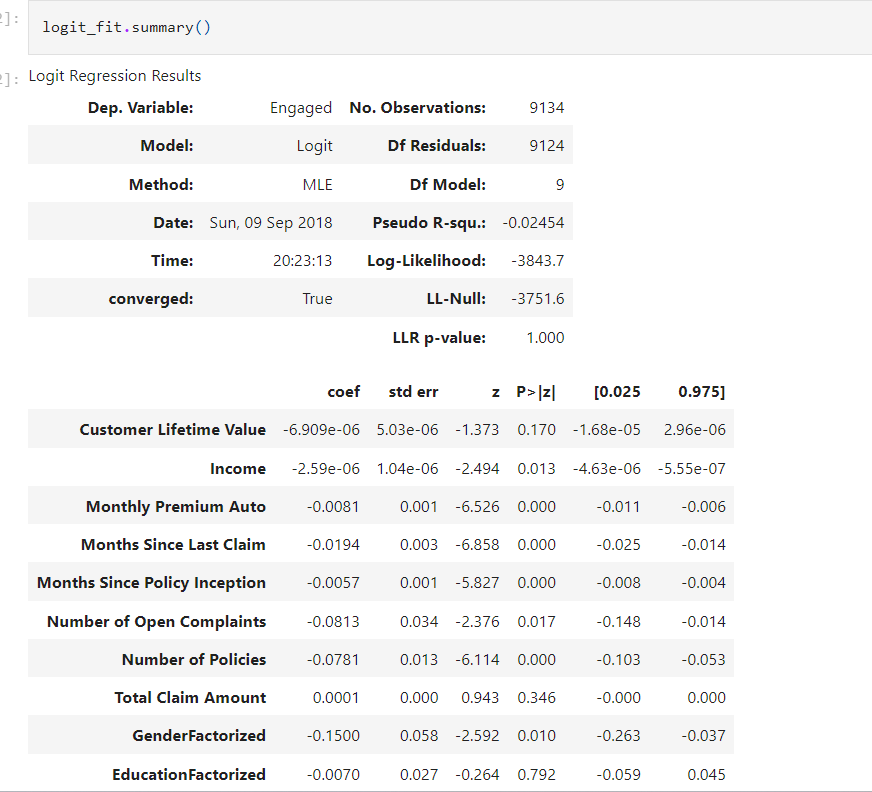 2]: logit_fit.summary()
2]: Logit Regression Results
Dep. Variable: Engaged No. Observations: 9134
Model: Logit Df Residuals: 9124
Method: MLE Df Model: 9
Date: Sun, 09 Sep 2018 Pseudo R-squ.: -0.02454
Time: 20:23:13 Log-Likelihood: -3843.7
converged: True LL-Null: -3751.6
LLR p-value: 1.000
coef std err z P>|z| [0.025 0.975]
Customer Lifetime Value -6.909e-06 5.03e-06 -1.373 0.170 -1.68e-05 2.96e-06
Income -2.59e-06 1.04e-06 -2.494 0.013 -4.63e-06 -5.55e-07
Monthly Premium Auto -0.0081 0.001 -6.526 0.000 -0.011 -0.006
Months Since Last Claim -0.0194 0.003 -6.858 0.000 -0.025 -0.014
Months Since Policy Inception -0.0057 0.001 -5.827 0.000 -0.008 -0.004
Number of Open Complaints -0.0813 0.034 -2.376 0.017 -0.148 -0.014
Number of Policies -0.0781 0.013 -6.114 0.000 -0.103 -0.053
Total Claim Amount 0.0001 0.000 0.943 0.346 -0.000 0.000
GenderFactorized -0.1500 0.058 -2.592 0.010 -0.263 -0.037
EducationFactorized -0.0070 0.027 -0.264 0.792 -0.059 0.045